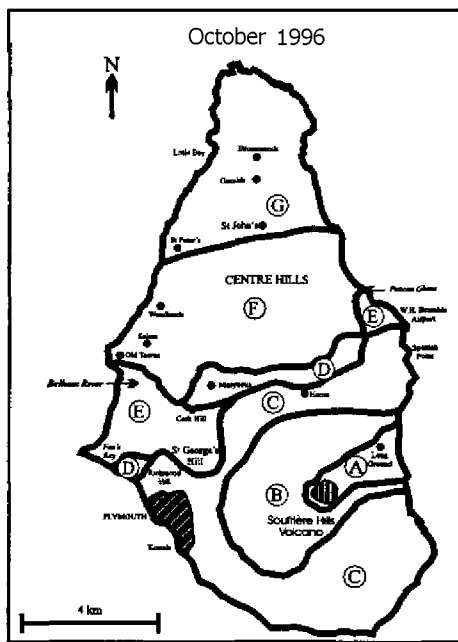 October 1996
N
Little Bay
Gerald's
G
St John's
St Peter's
CENTRE HILLS
F
Woodlands
E
W.H. Bramble
Airport
Salem
Old Towne
Spanish
Point
D
Belham River
C
Harris
E
Cork Hill
St George's
Hill
Fox's
Bay
D
Richmond
Hill
Long
Ground
A
B
PLYMOUTH
Soufrière Hills
Volcano
Kinsale
C
4 km